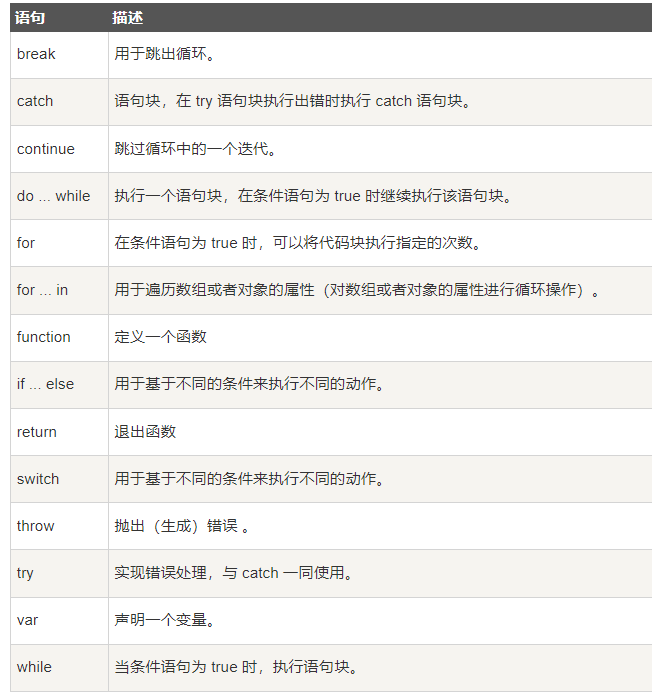 语句 描述
break 用于跳出循环。
catch 语句块，在 try 语句块执行出错时执行 catch 语句块。
continue 跳过循环中的一个迭代。
do ... while 执行一个语句块，在条件语句为 true 时继续执行该语句块。
for 在条件语句为 true 时，可以将代码块执行指定的次数。
for ... in 用于遍历数组或者对象的属性（对数组或者对象的属性进行循环操作）。
function 定义一个函数
if ... else 用于基于不同的条件来执行不同的动作。
return 退出函数
switch 用于基于不同的条件来执行不同的动作。
throw 抛出（生成）错误 。
try 实现错误处理，与 catch 一同使用。
var 声明一个变量。
while 当条件语句为 true 时，执行语句块。